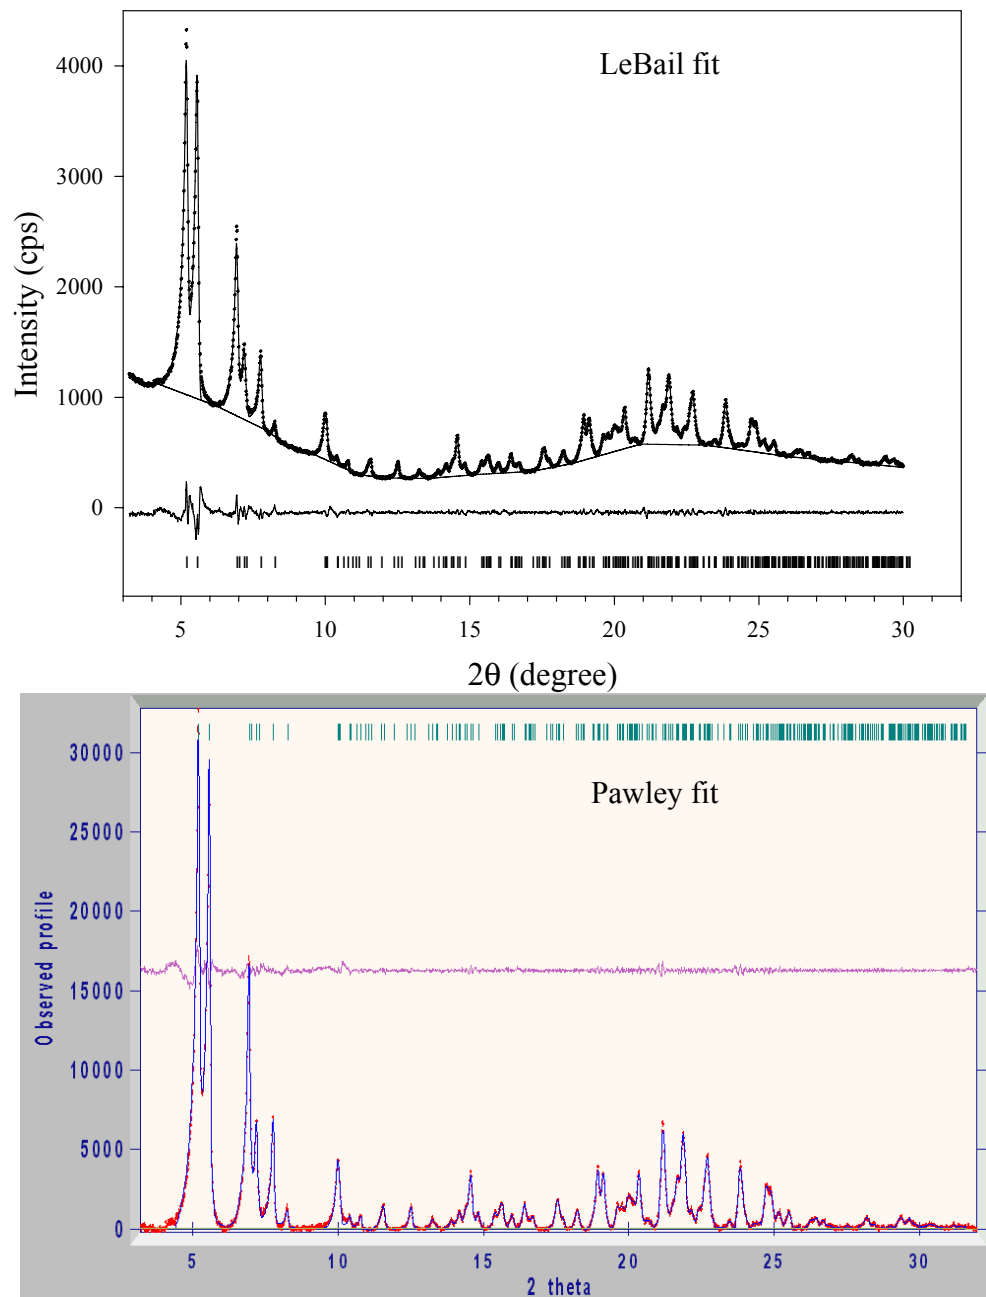 LeBail fit
4000
3000
2000
1000
0
Intensity (cps)
5 10 15 20 25 30
2θ (degree)
Pawley fit
30000
25000
20000
15000
10000
5000
0
Observed profile
5 10 15 20 25 30
2 theta